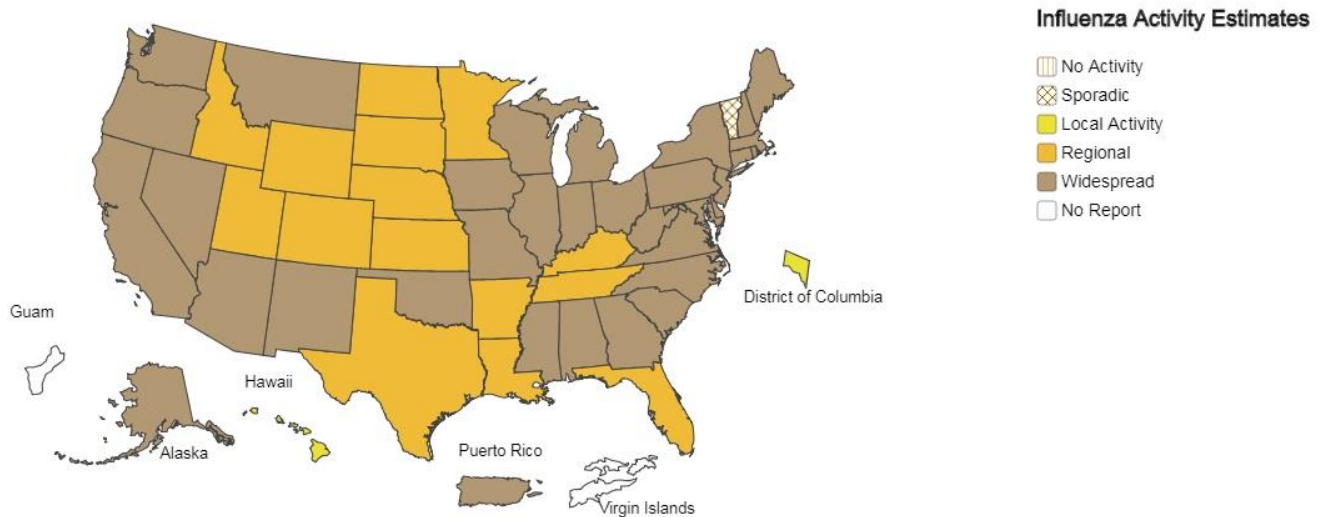 Influenza Activity Estimates
No Activity
Sporadic
Local Activity
Regional
Widespread
No Report
District of Columbia
Guam
Hawaii
Alaska
Puerto Rico
Virgin Islands